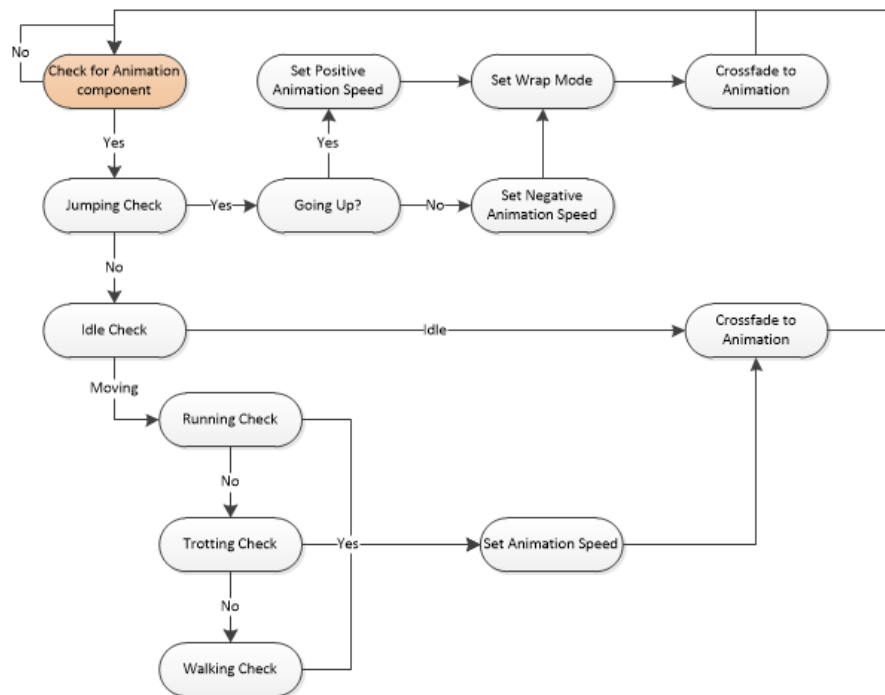 No
Check for Animation
component
Set Positive
Animation Speed
Set Wrap Mode
Crossfade to
Animation
Yes
Yes
Jumping Check
Yes
Going Up?
No
Set Negative
Animation Speed
No
Idle Check
Idle
Crossfade to
Animation
Moving
Running Check
No
Trotting Check
Yes
Set Animation Speed
No
Walking Check